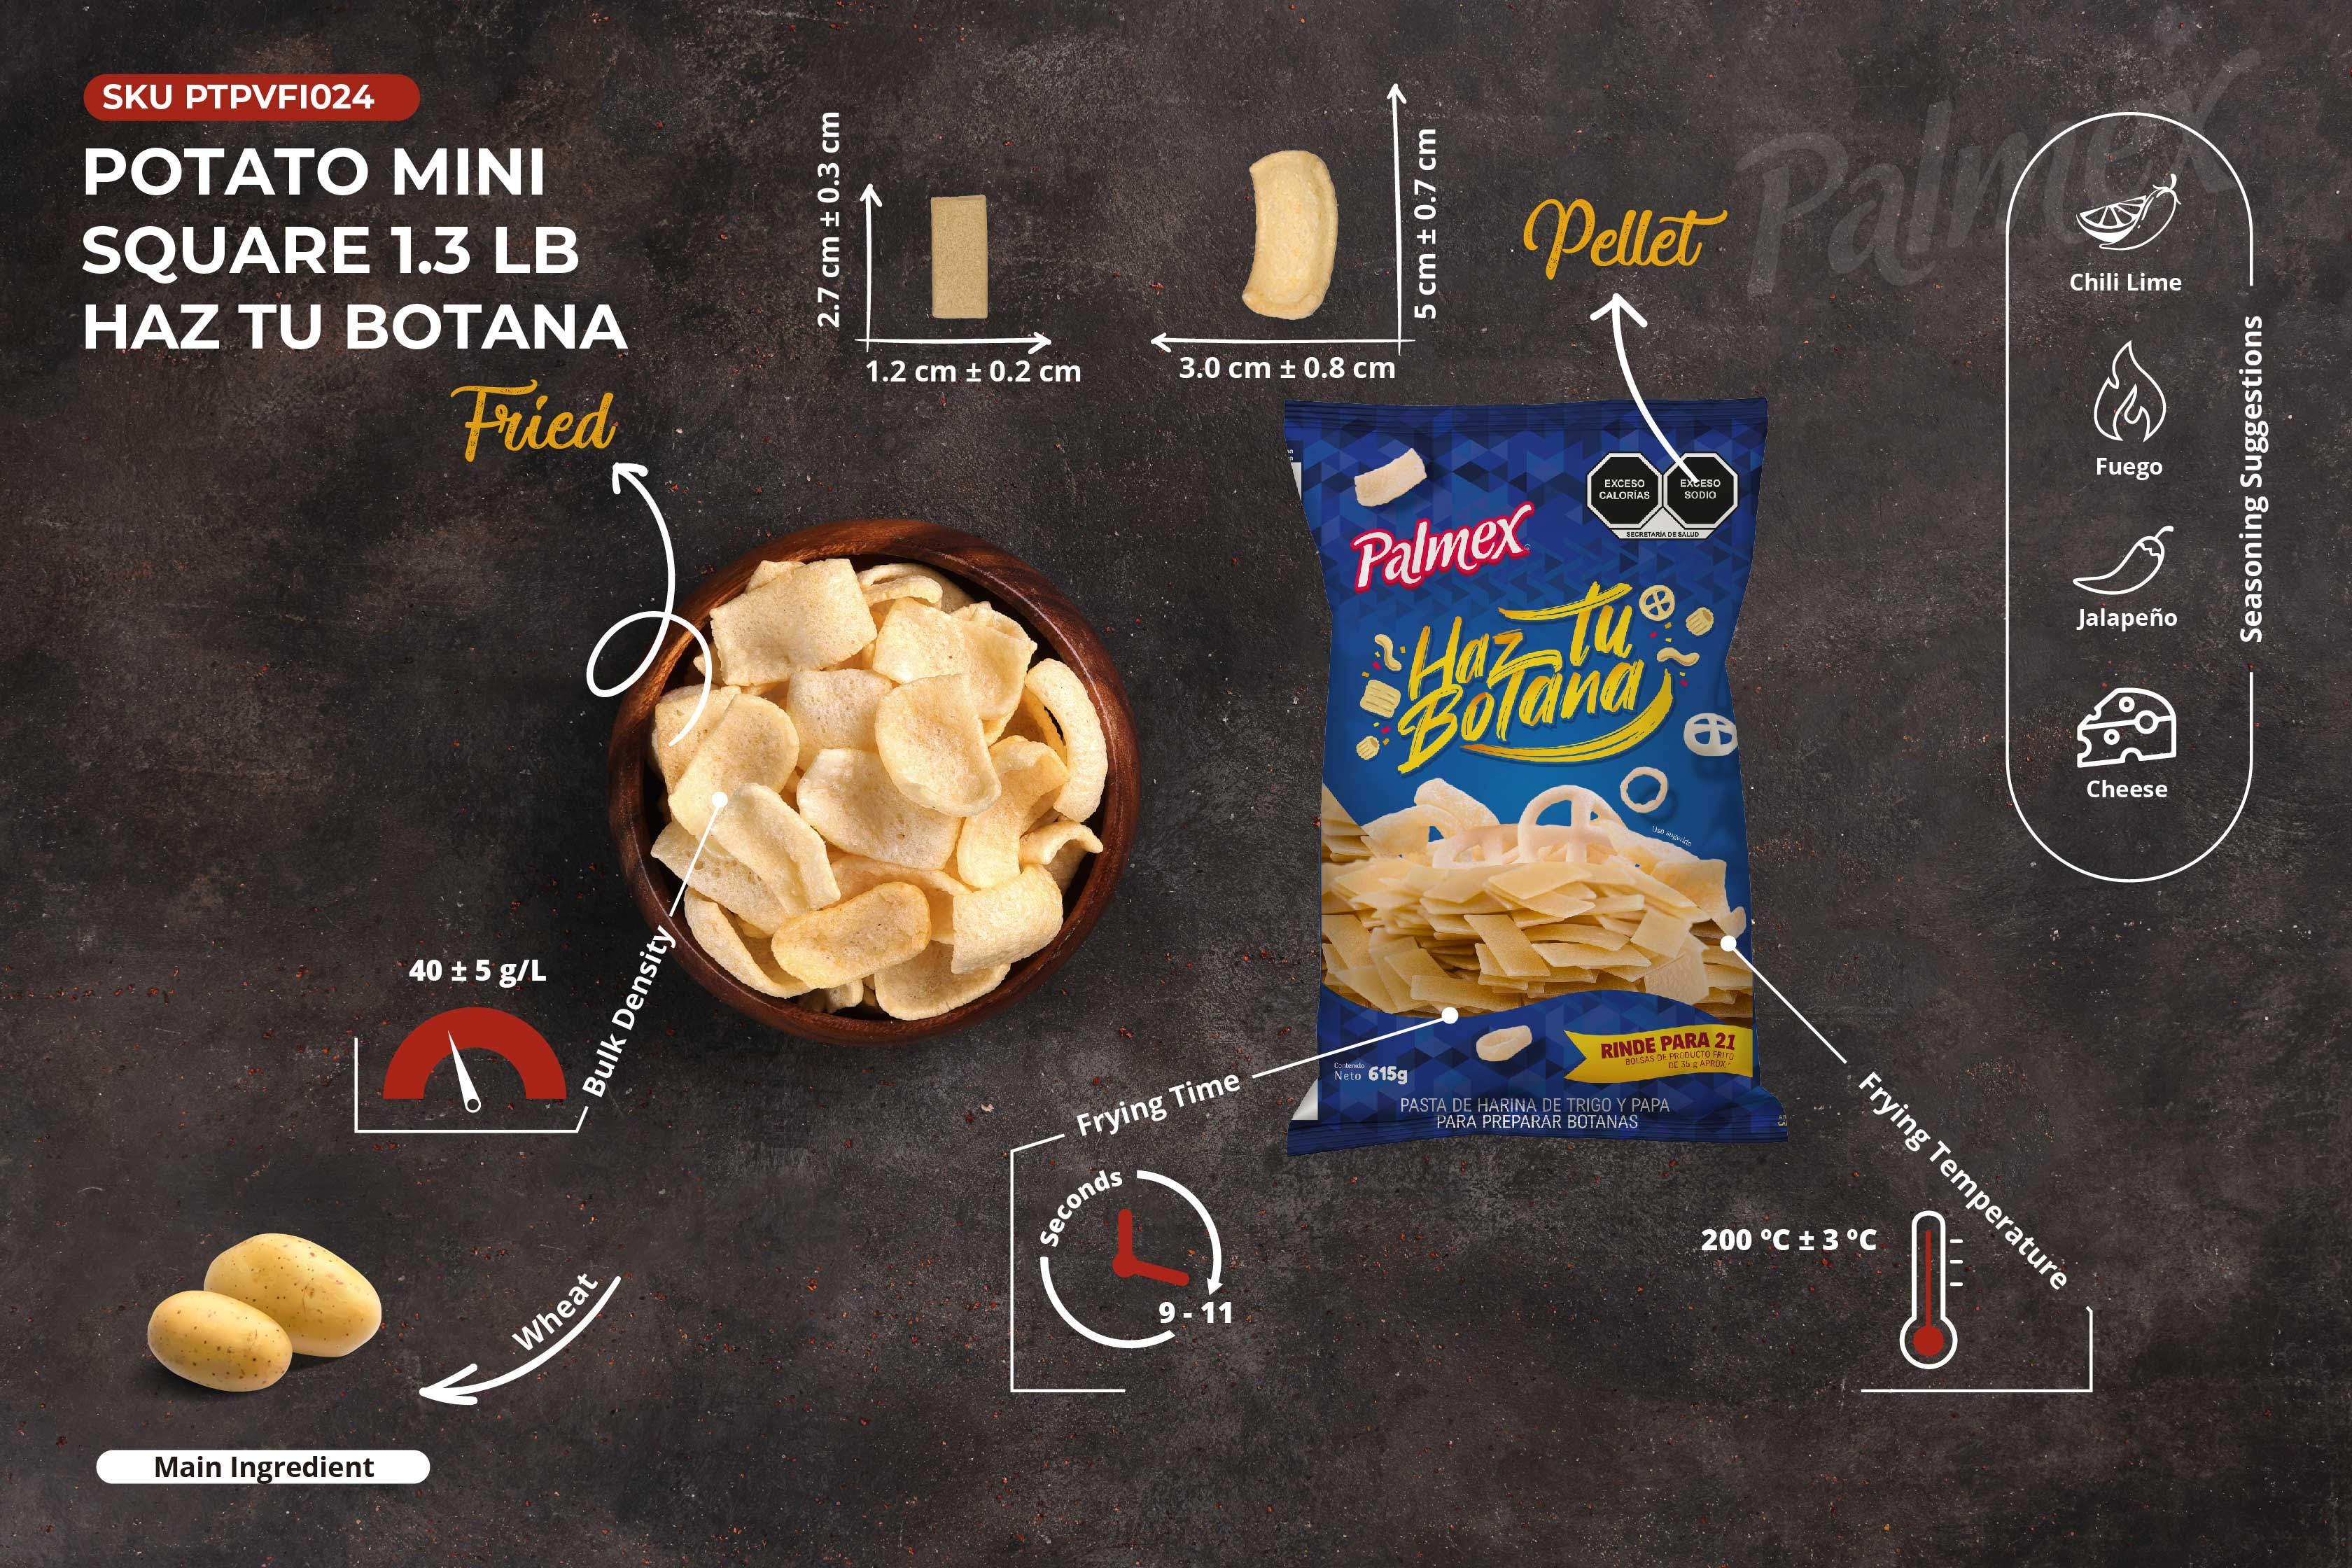 SKU PTPVFI024
POTATO MINI
SQUARE 1.3 LB
HAZ TU BOTANA
Fried
2.7 cm ± 0.3 cm
1.2 cm ± 0.2 cm
3.0 cm ± 0.8 cm
5 cm ± 0.7 cm
Pellet
Palmex
Chili Lime
Fuego
Jalapeño
Cheese
Seasoning Suggestions
EXCESO
CALORÍAS
EXCESO
SODIO
SECRETARÍA DE SALUD
Palmex
Haz Tu
Botana
Uso sugerido
RINDE PARA 21
BOLSAS DE PRODUCTO FRITO
DE 35 g APROX.
Contenido
Neto 615g
PASTA DE HARINA DE TRIGO Y PAPA
PARA PREPARAR BOTANAS
40 ± 5 g/L
Bulk Density
Frying Time
Seconds
9 - 11
Frying Temperature
200 ºC ± 3 ºC
Wheat
Main Ingredient